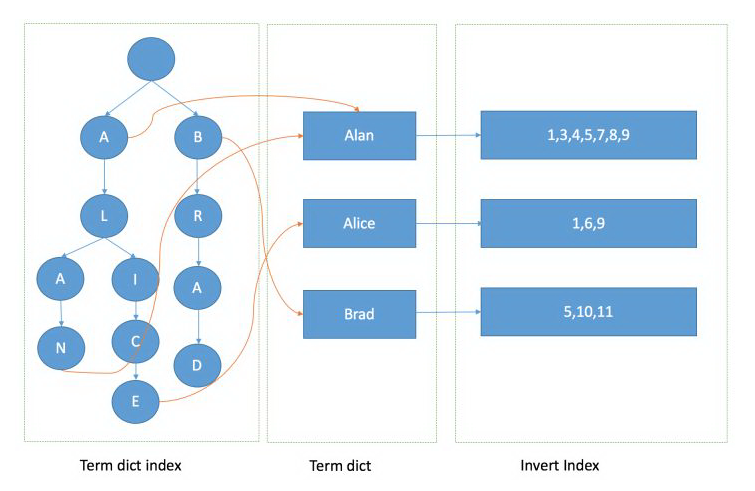 A B
L R
A I A
N C D
E
Alan 1,3,4,5,7,8,9
Alice 1,6,9
Brad 5,10,11
Term dict index Term dict Invert Index